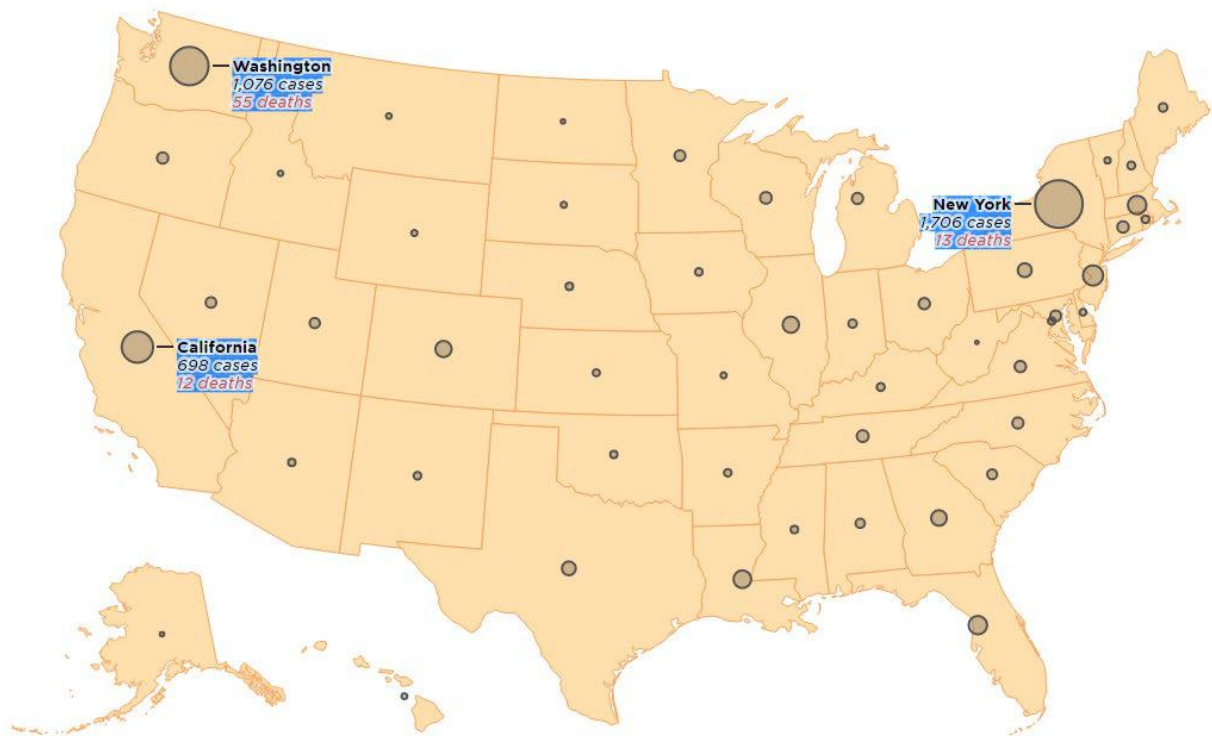 Washington
1,076 cases
55 deaths
New York
1,706 cases
13 deaths
California
698 cases
12 deaths